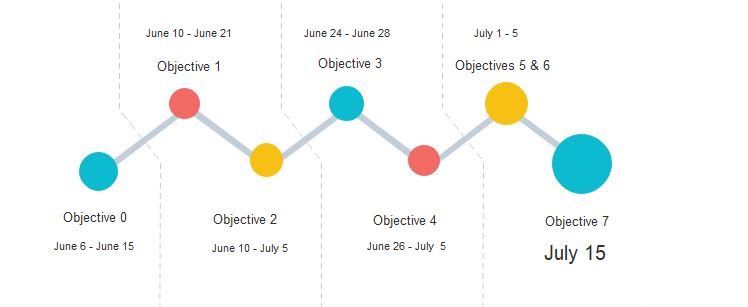 June 10 - June 21
Objective 1
June 24 - June 28
Objective 3
July 1 - 5
Objectives 5 & 6
Objective 0
June 6 - June 15
Objective 2
June 10 - July 5
Objective 4
June 26 - July  5
Objective 7
July 15